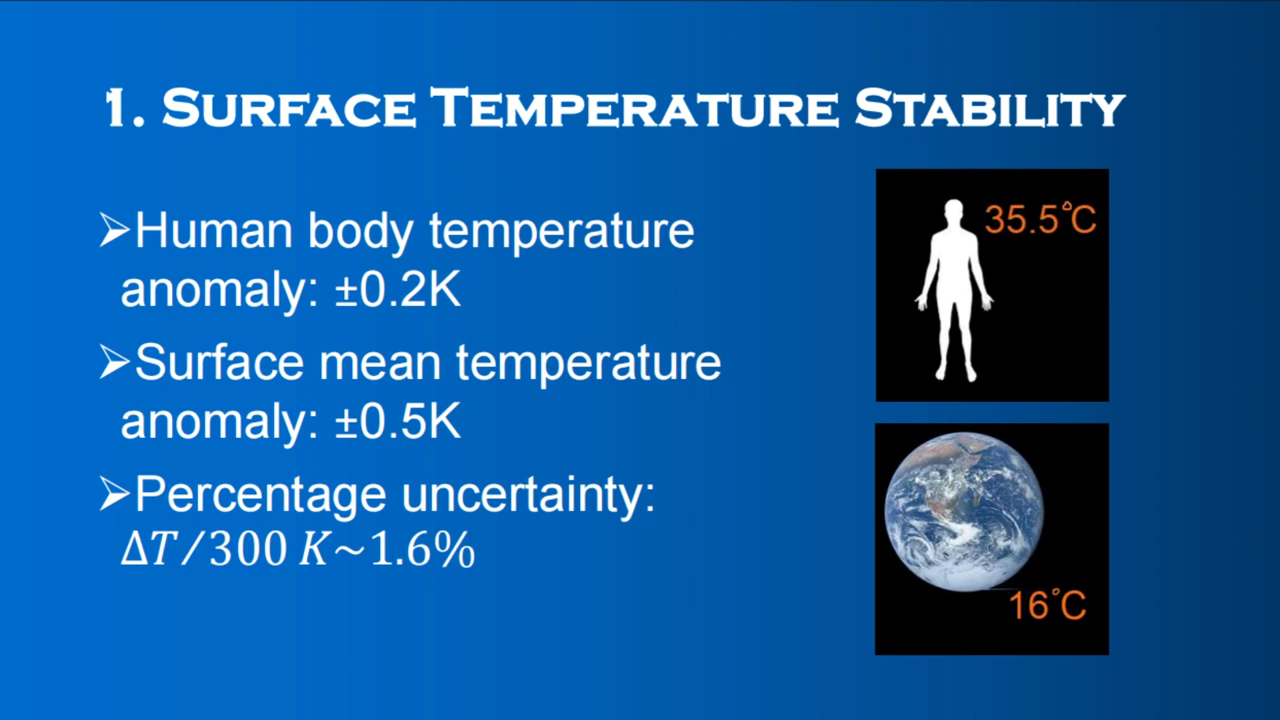 1. SURFACE TEMPERATURE STABILITY
➢Human body temperature
anomaly: ±0.2K
➢Surface mean temperature
anomaly: ±0.5K
➢Percentage uncertainty:
Δ𝑇/300 𝐾~1.6%
35.5°C
16°C